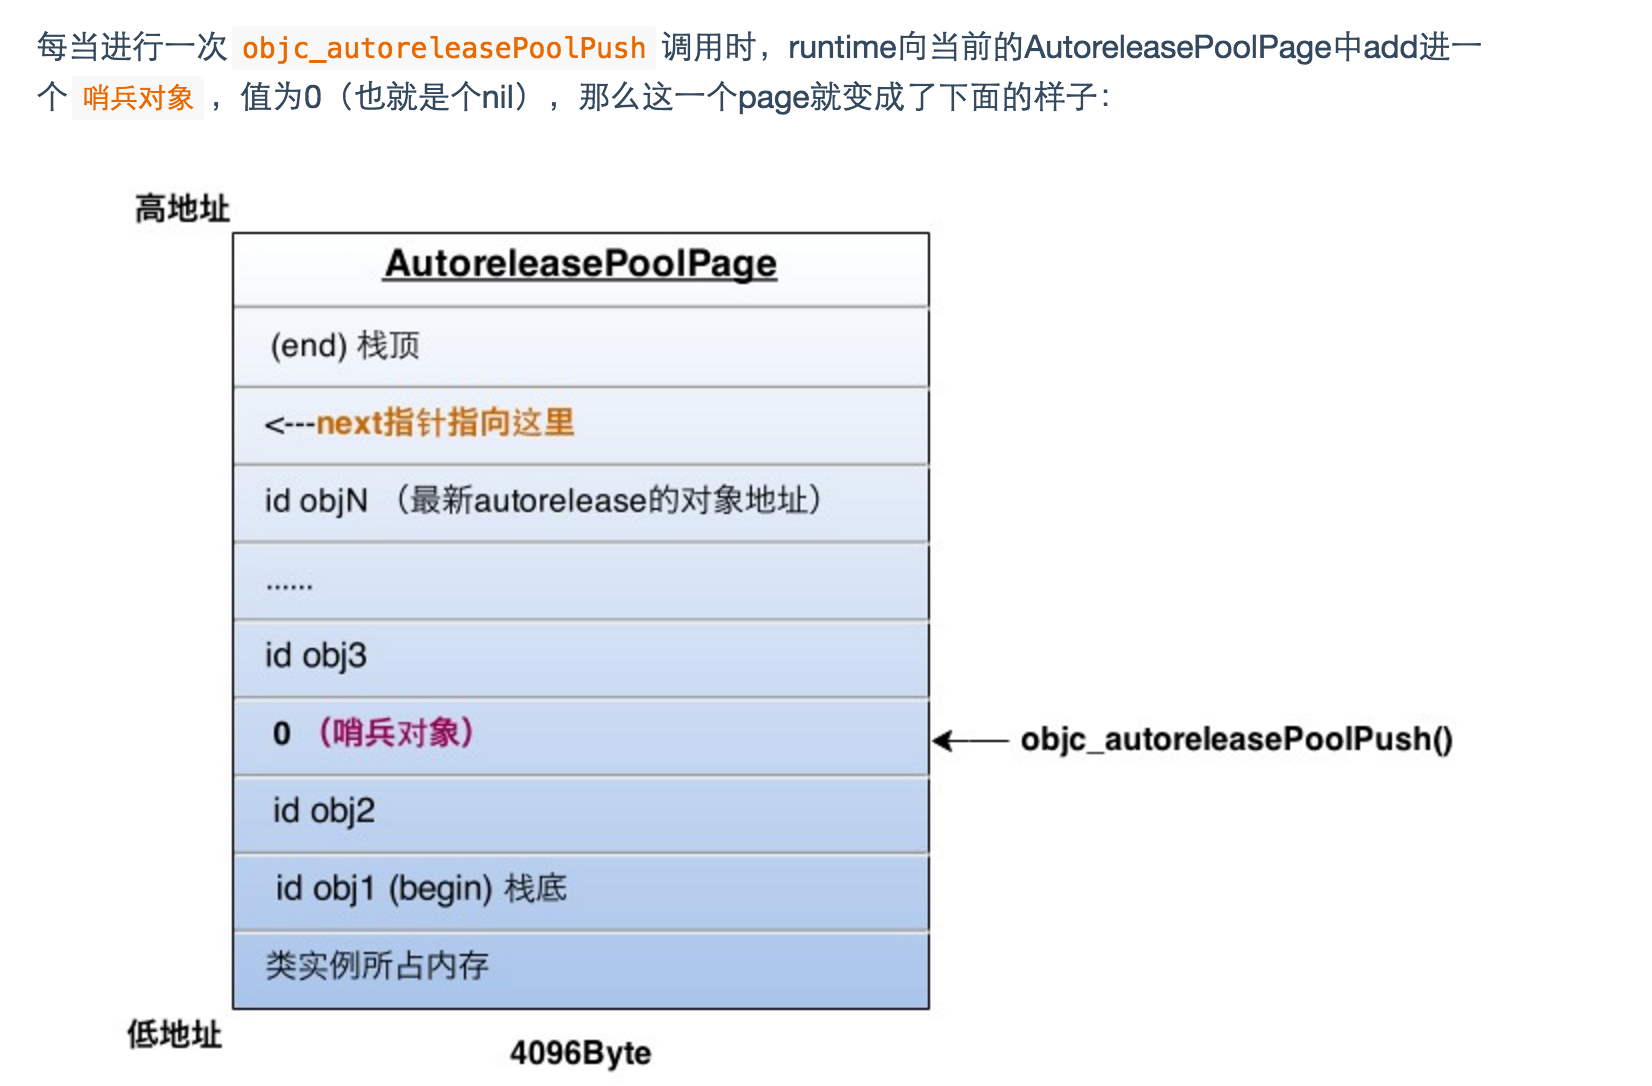 每当进行一次 objc_autoreleasePoolPush 调用时，runtime向当前的AutoreleasePoolPage中add进一
个 哨兵对象 ，值为0（也就是个nil），那么这一个page就变成了下面的样子：
高地址
AutoreleasePoolPage
(end) 栈顶
<---next指针指向这里
id objN （最新autorelease的对象地址）
......
id obj3
0 （哨兵对象）
objc_autoreleasePoolPush()
id obj2
id obj1 (begin) 栈底
类实例所占内存
低地址
4096Byte